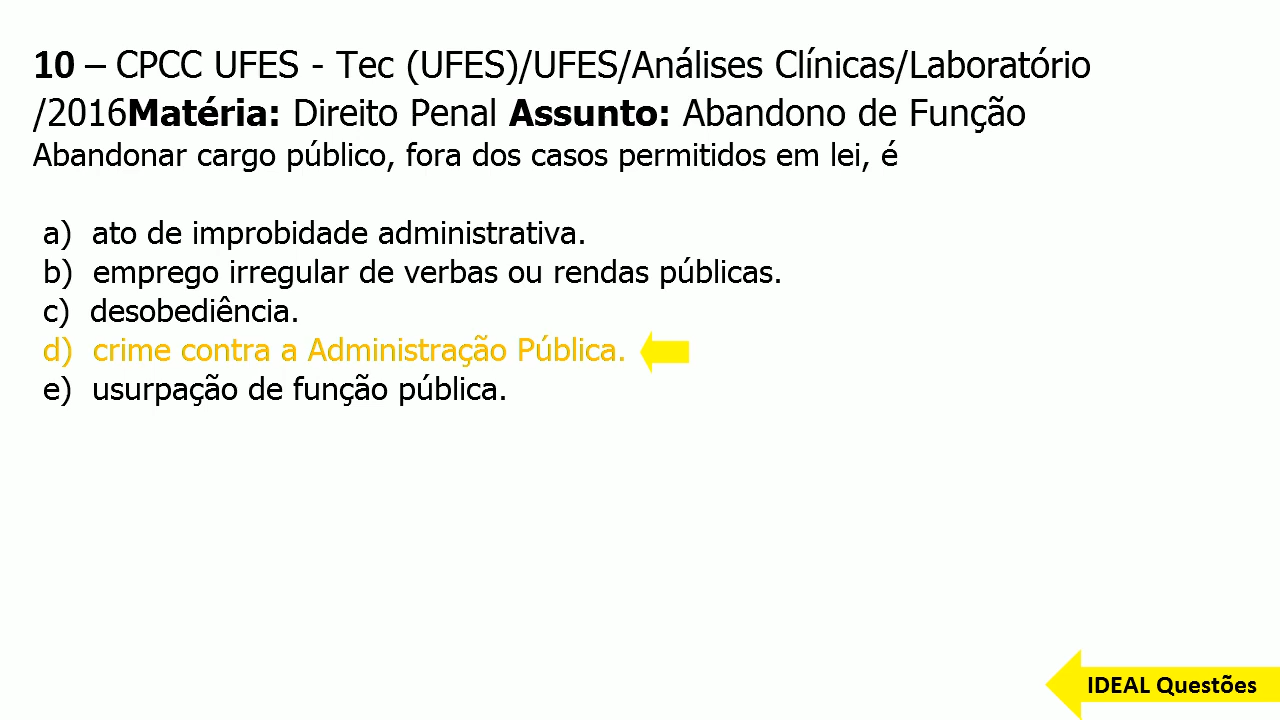 10 – CPCC UFES - Tec (UFES)/UFES/Análises Clínicas/Laboratório
/2016Matéria: Direito Penal Assunto: Abandono de Função
Abandonar cargo público, fora dos casos permitidos em lei, é
a) ato de improbidade administrativa.
b) emprego irregular de verbas ou rendas públicas.
c) desobediência.
d) crime contra a Administração Pública.
e) usurpação de função pública.
IDEAL Questões